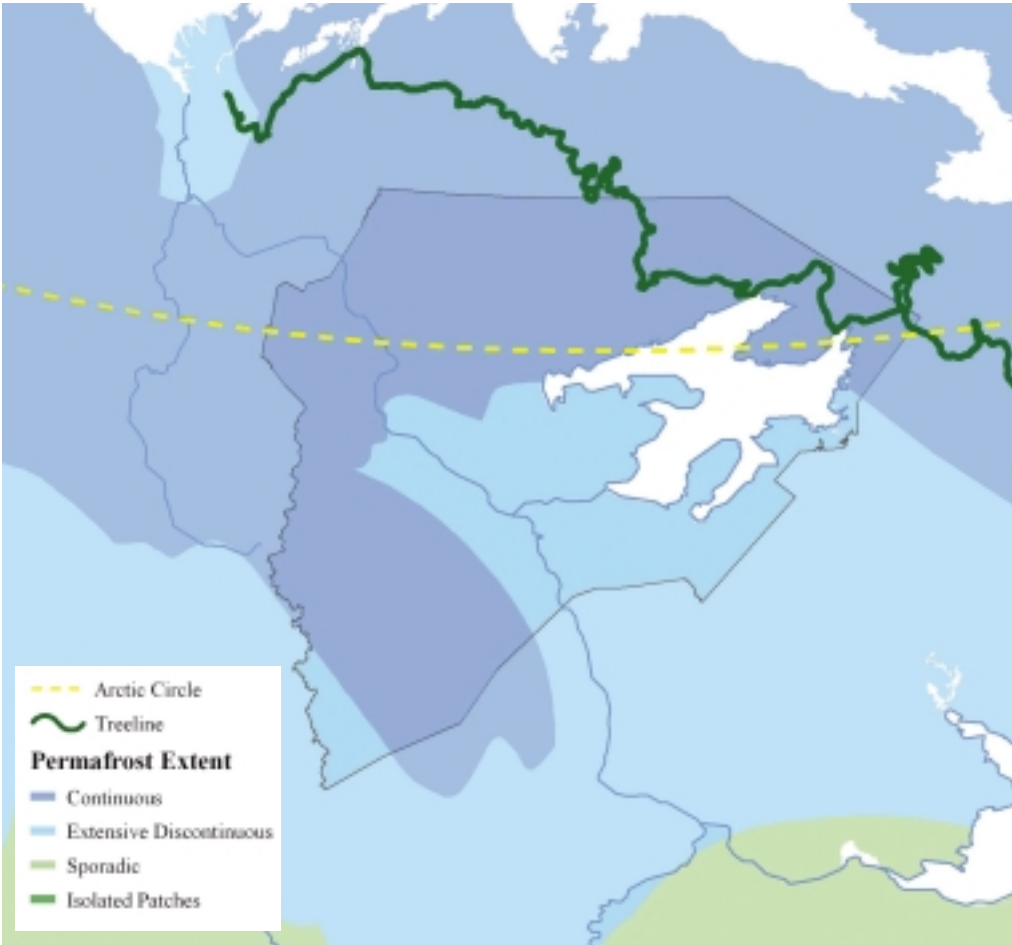 Arctic Circle
Treeline
Permafrost Extent
Continuous
Extensive Discontinuous
Sporadic
Isolated Patches